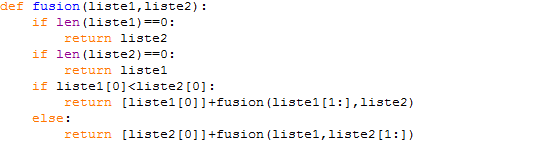 def fusion(liste1,liste2):
    if len(liste1)==0:
        return liste2
    if len(liste2)==0:
        return liste1
    if liste1[0]<liste2[0]:
        return [liste1[0]]+fusion(liste1[1:],liste2)
    else:
        return [liste2[0]]+fusion(liste1,liste2[1:])